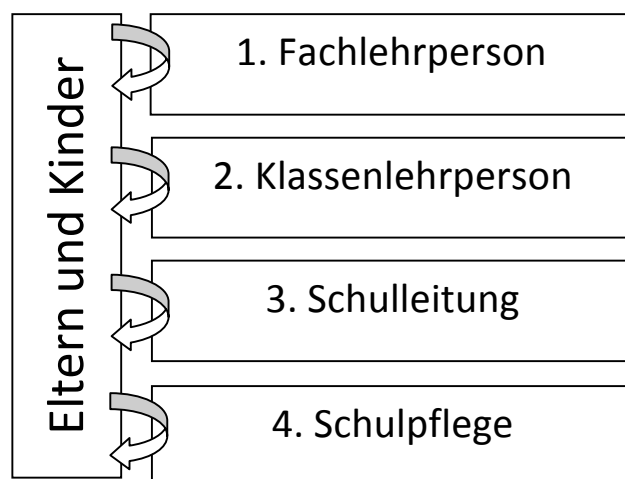 Eltern und Kinder
1. Fachlehrperson
2. Klassenlehrperson
3. Schulleitung
4. Schulpflege